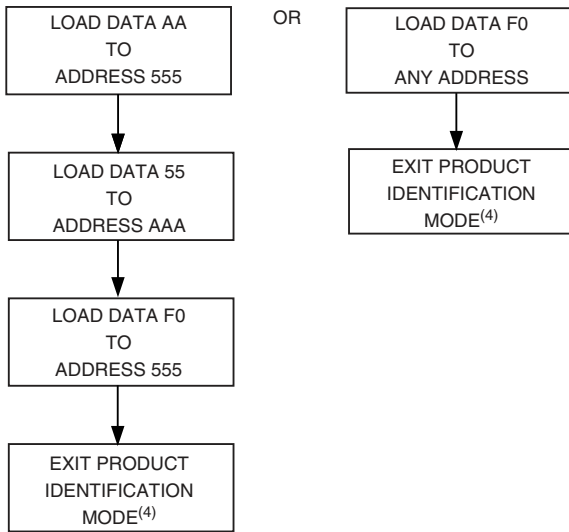 LOAD DATA AA
TO
ADDRESS 555
LOAD DATA 55
TO
ADDRESS AAA
LOAD DATA F0
TO
ADDRESS 555
EXIT PRODUCT
IDENTIFICATION
MODE(4)
OR
LOAD DATA F0
TO
ANY ADDRESS
EXIT PRODUCT
IDENTIFICATION
MODE(4)